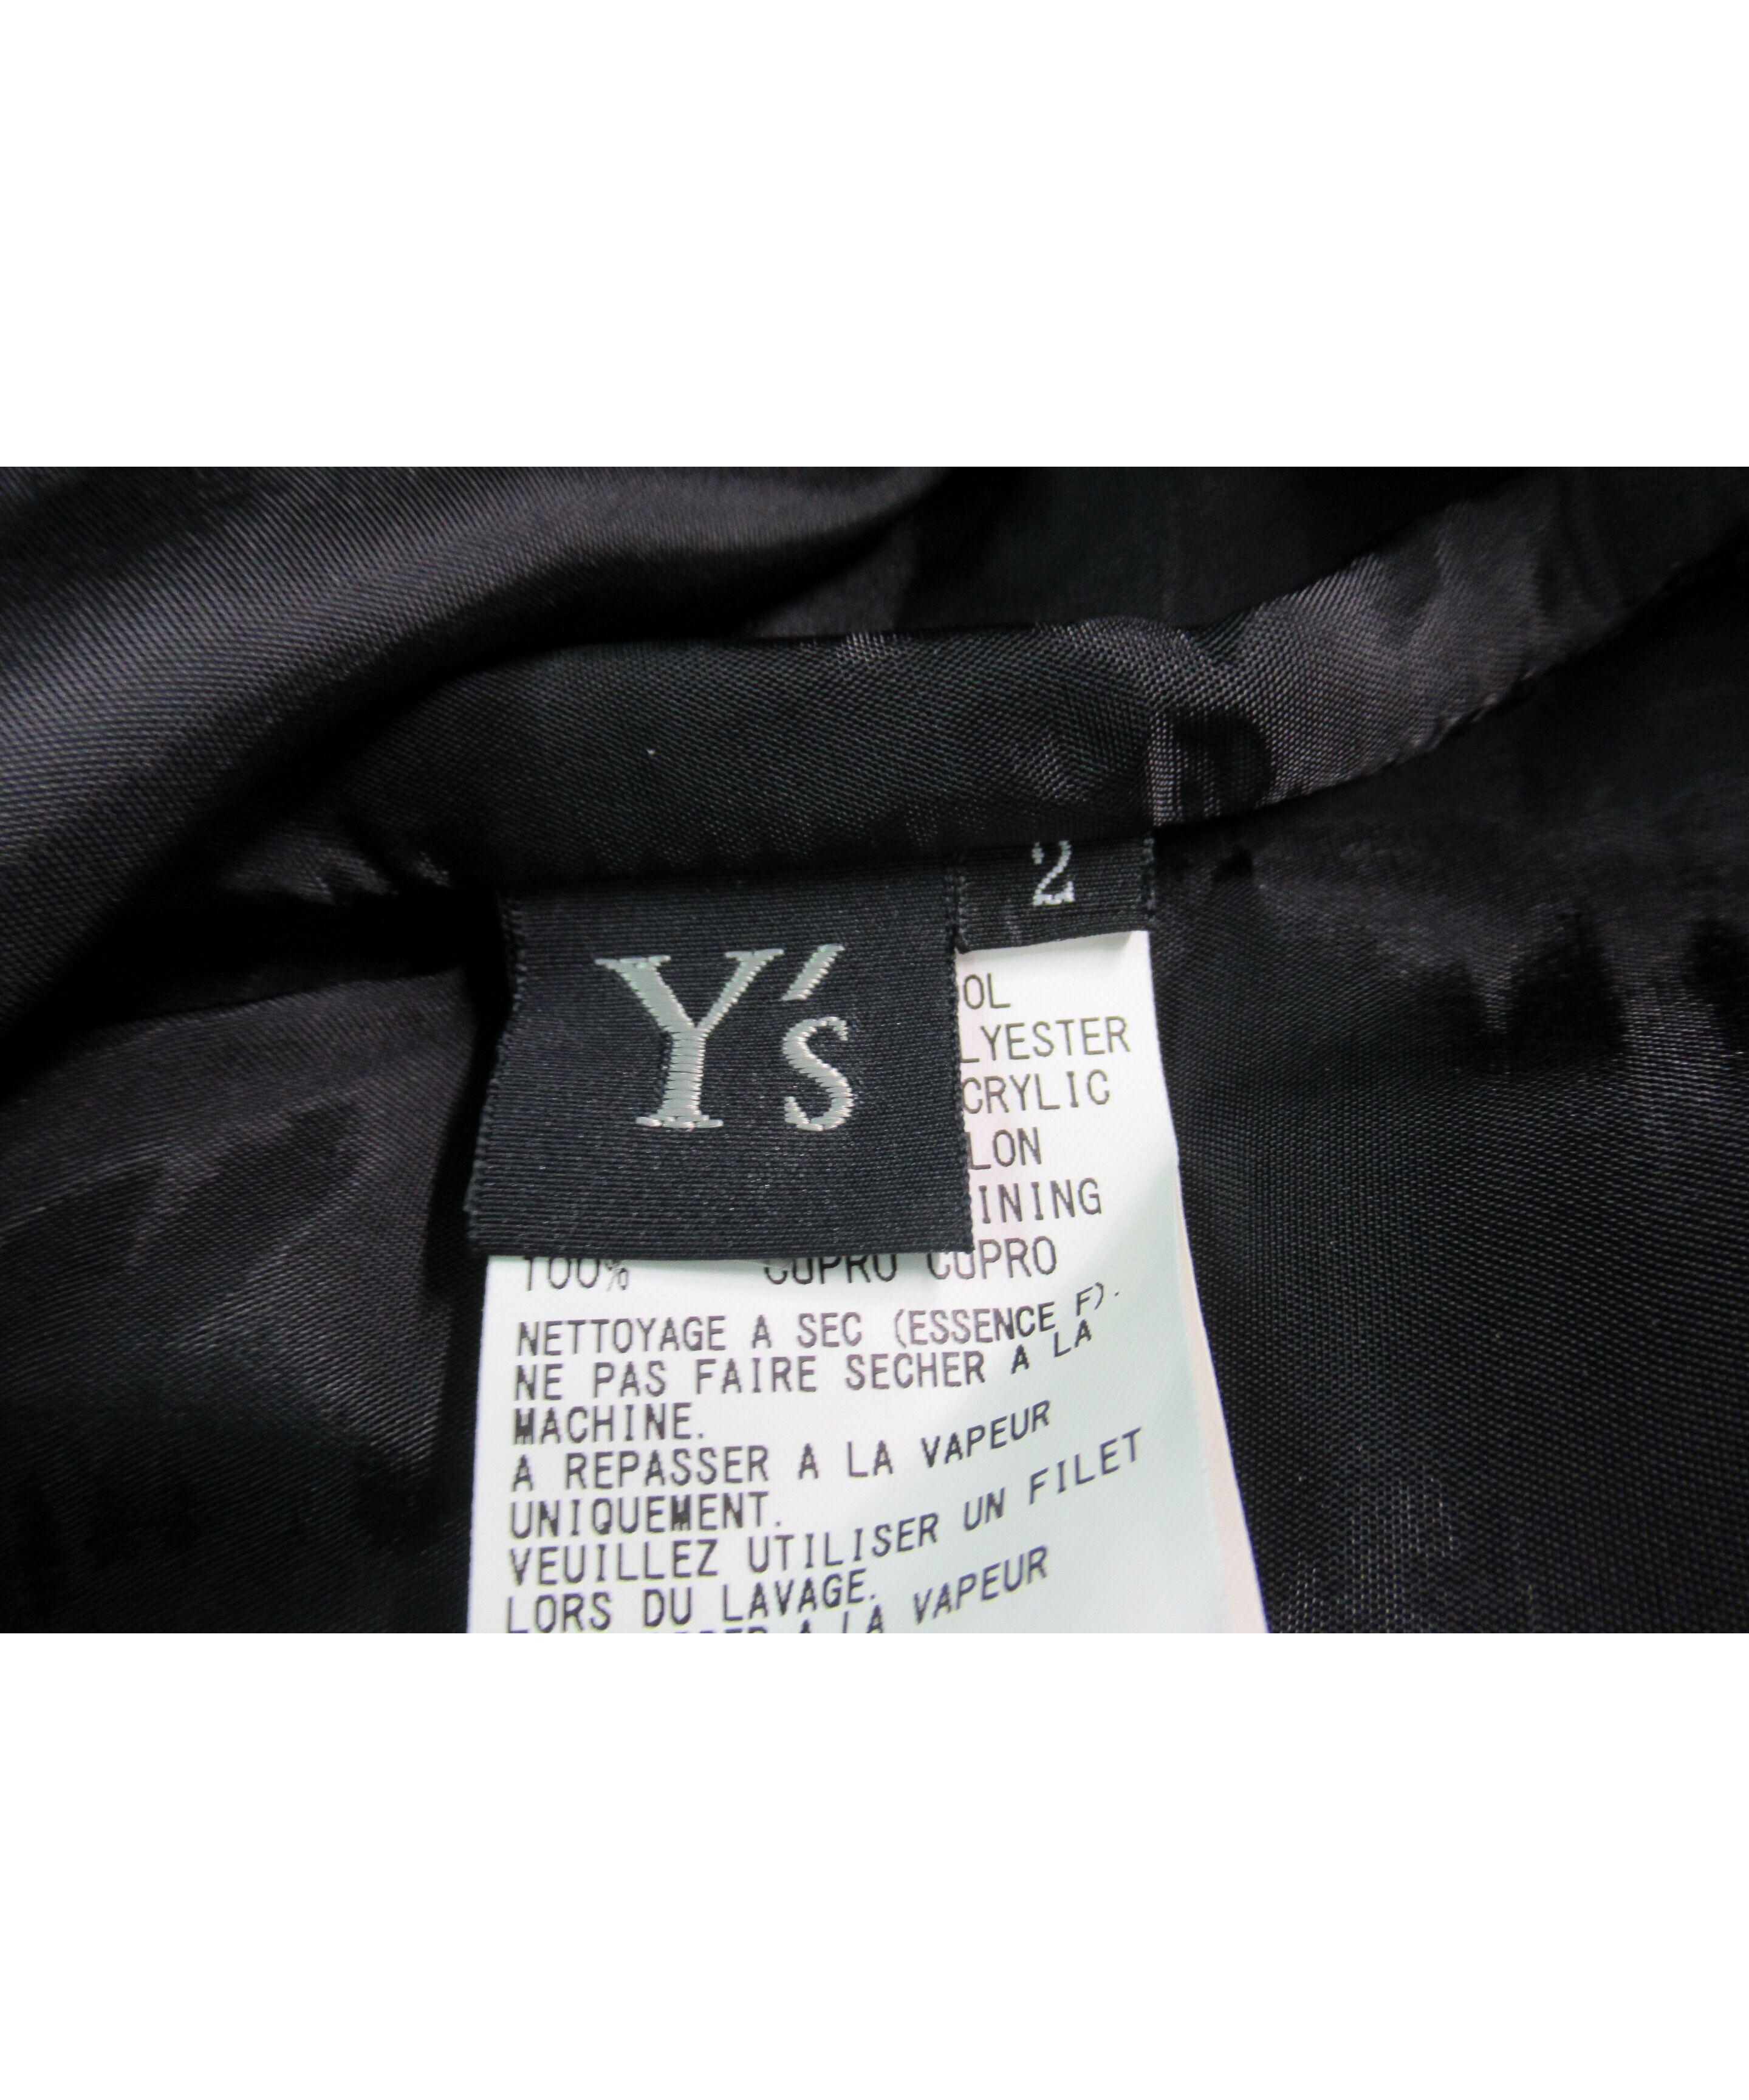 2
Y's
LYESTER
CRYLIC
LON
INING
100% CUPRO CUPRO
NETTOYAGE A SEC (ESSENCE F).
NE PAS FAIRE SECHER A LA
MACHINE.
A REPASSER A LA VAPEUR
UNIQUEMENT.
VEUILLEZ UTILISER UN FILET
LORS DU LAVAGE.
A LA VAPEUR